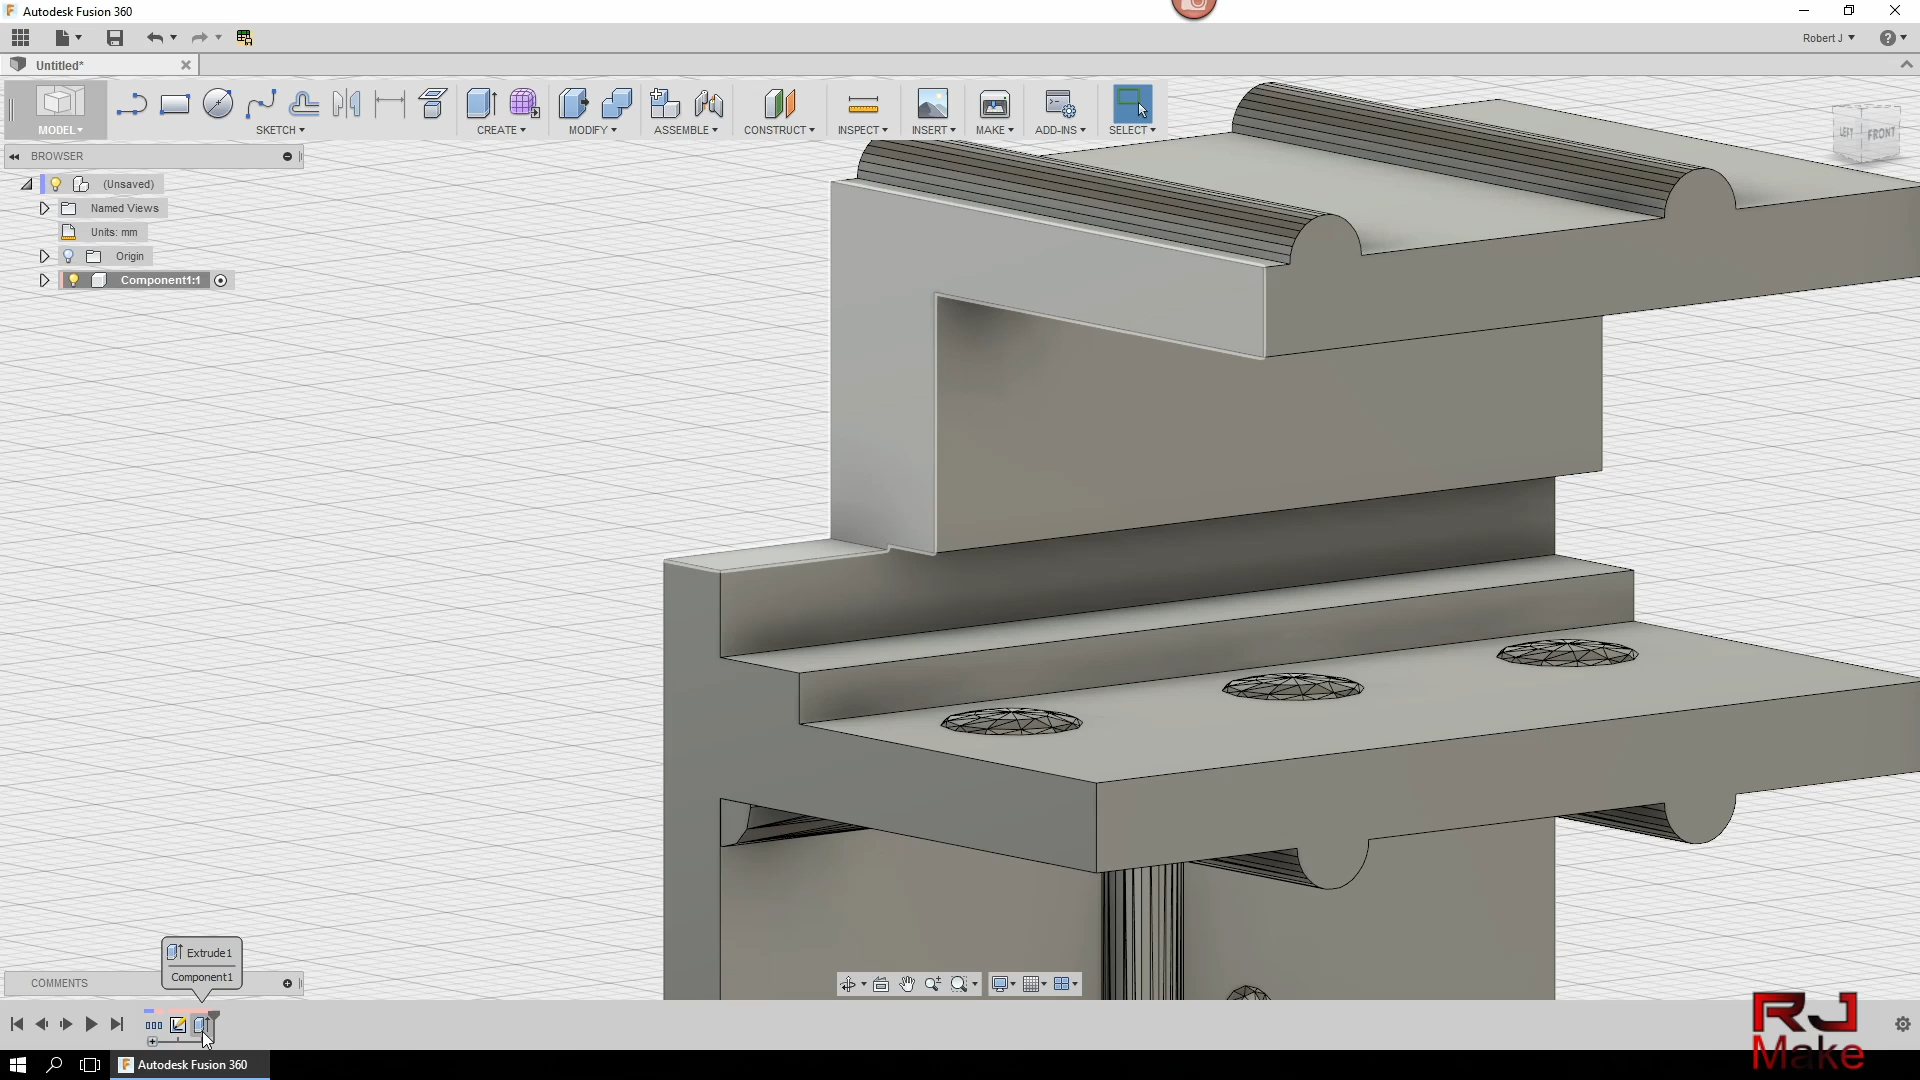 Autodesk Fusion 360
Robert J
Untitled*
MODEL
SKETCH
CREATE
MODIFY
ASSEMBLE
CONSTRUCT
INSPECT
INSERT
MAKE
ADD-INS
SELECT
LEFT
FRONT
BROWSER
(Unsaved)
Named Views
Units: mm
Origin
Component1:1
Extrude1
Component1
COMMENTS
RJ
Make
Autodesk Fusion 360